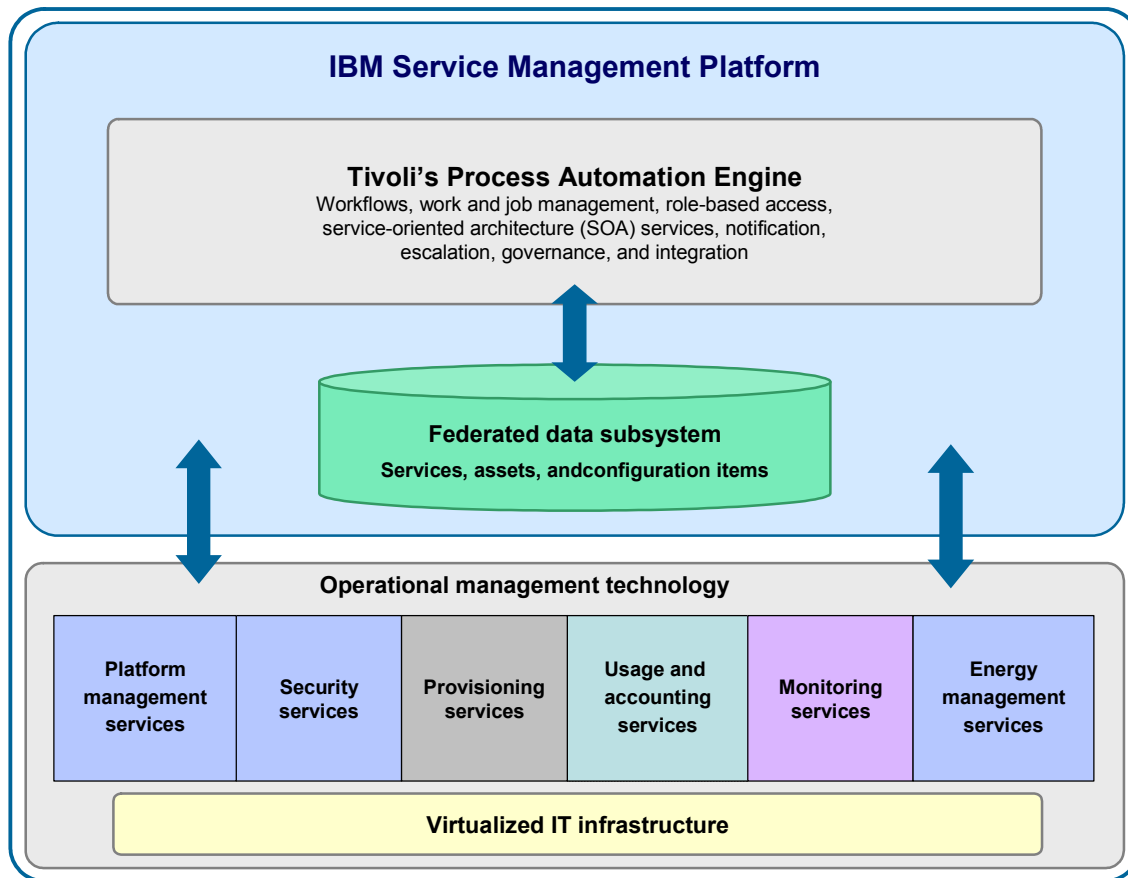 IBM Service Management Platform
Tivoli's Process Automation Engine
Workflows, work and job management, role-based access,
service-oriented architecture (SOA) services, notification,
escalation, governance, and integration
Federated data subsystem
Services, assets, andconfiguration items
Operational management technology
Platform
management
services
Security
services
Provisioning
services
Usage and
accounting
services
Monitoring
services
Energy
management
services
Virtualized IT infrastructure